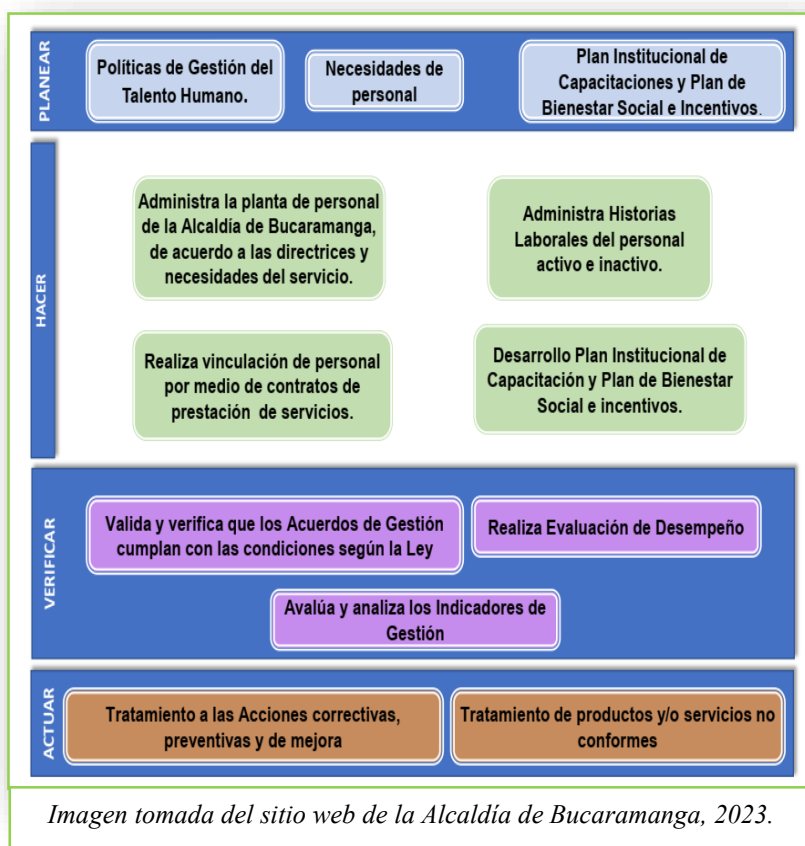 PLANEAR
Políticas de Gestión del
Talento Humano.
Necesidades de
personal
Plan Institucional de
Capacitaciones y Plan de
Bienestar Social e Incentivos.
HACER
Administra la planta de personal
de la Alcaldía de Bucaramanga,
de acuerdo a las directrices y
necesidades del servicio.
Administra Historias
Laborales del personal
activo e inactivo.
Realiza vinculación de personal
por medio de contratos de
prestación de servicios.
Desarrollo Plan Institucional de
Capacitación y Plan de Bienestar
Social e incentivos.
VERIFICAR
Valida y verifica que los Acuerdos de Gestión
cumplan con las condiciones según la Ley
Realiza Evaluación de Desempeño
Avalúa y analiza los Indicadores de
Gestión
ACTUAR
Tratamiento a las Acciones correctivas,
preventivas y de mejora
Tratamiento de productos y/o servicios no
conformes
Imagen tomada del sitio web de la Alcaldía de Bucaramanga, 2023.